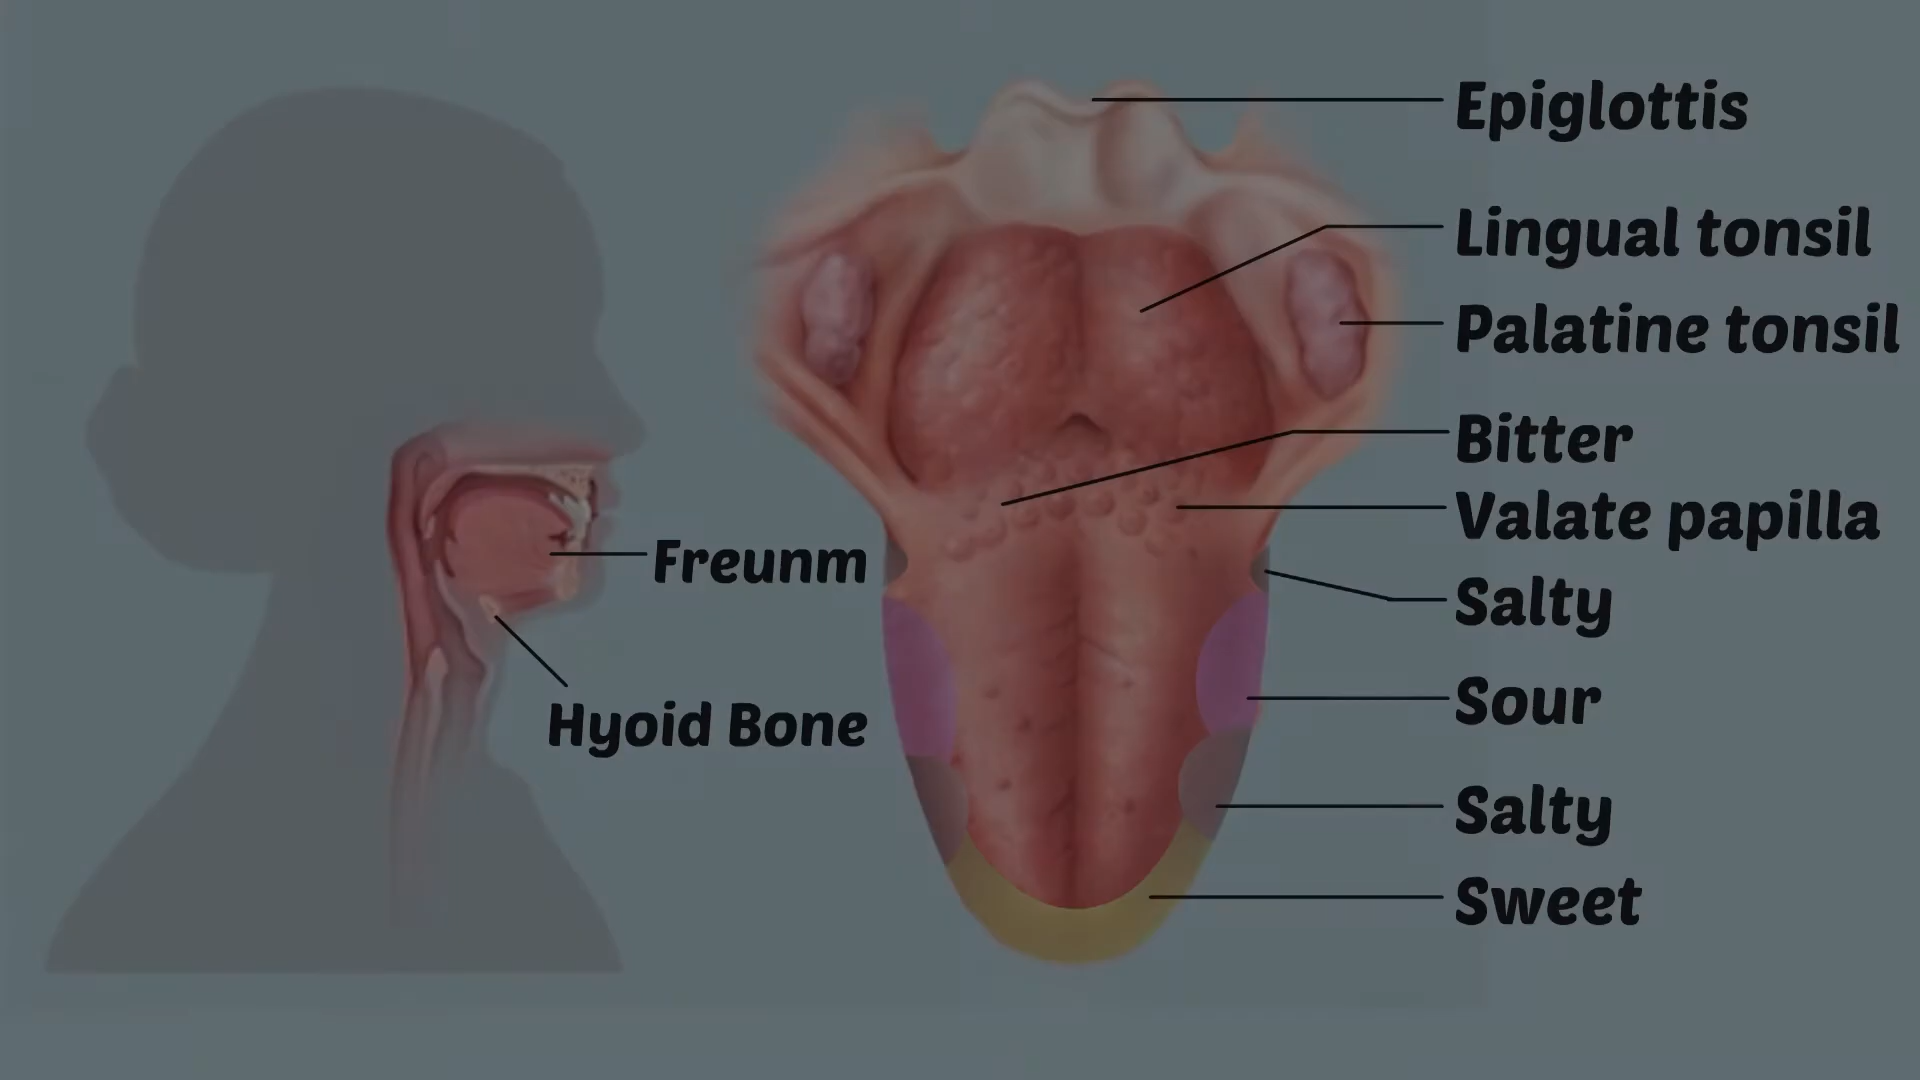 Epiglottis
Lingual tonsil
Palatine tonsil
Bitter
Valate papilla
Freunm
Salty
Sour
Hyoid Bone
Salty
Sweet